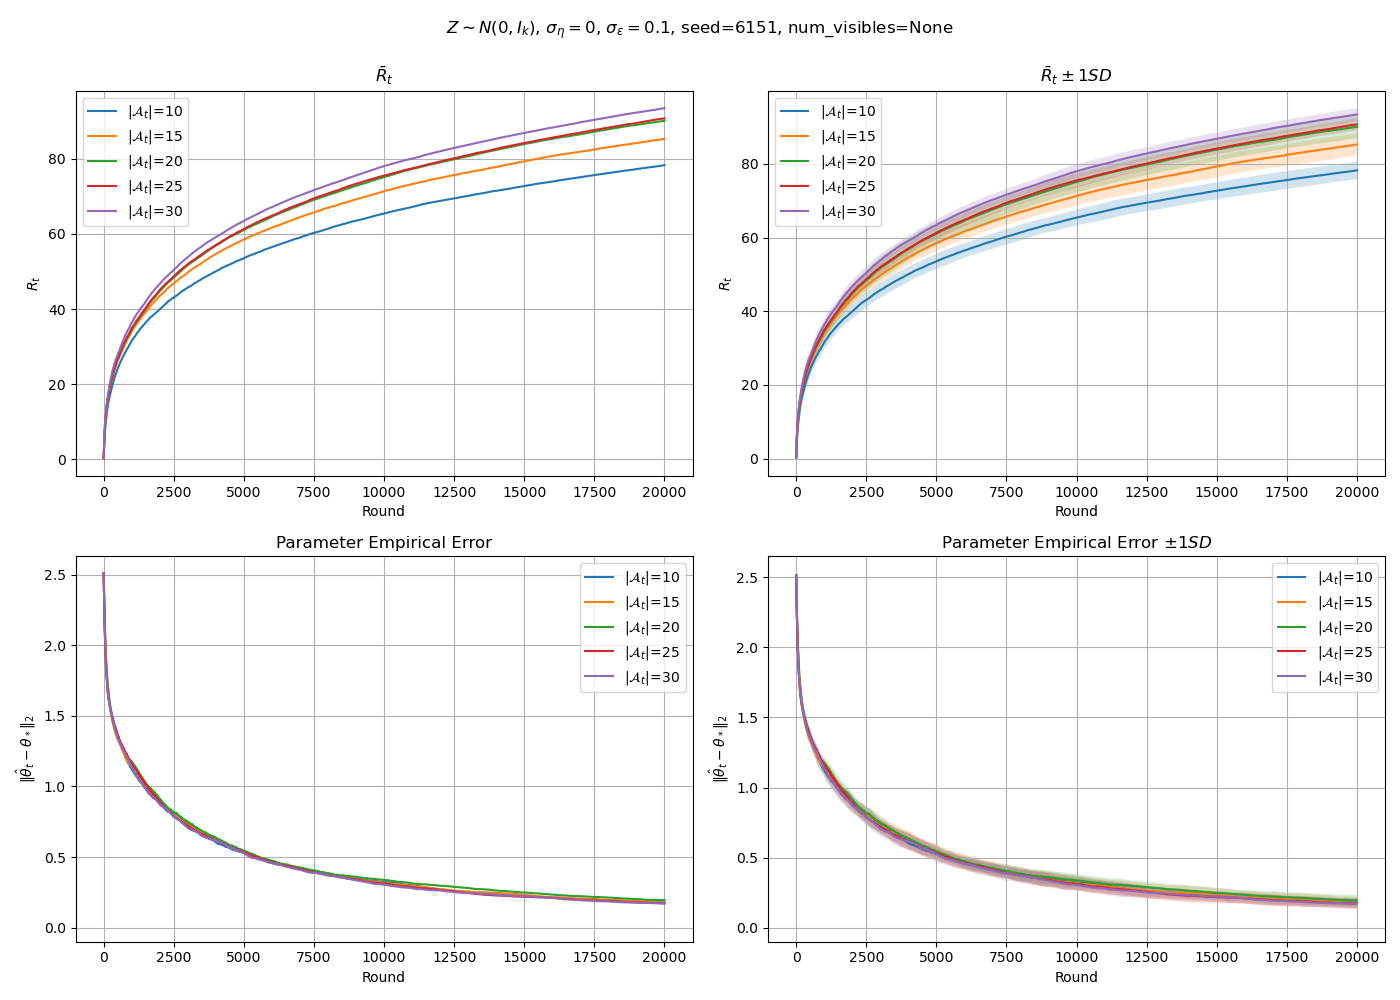 Z ∼ N(0, I_k), σ_η = 0, σ_ε = 0.1, seed=6151, num_visibles=None
R̄_t
|𝒜_t|=10
|𝒜_t|=15
|𝒜_t|=20
|𝒜_t|=25
|𝒜_t|=30
R_t
80
60
40
20
0
0 2500 5000 7500 10000 12500 15000 17500 20000
Round
R̄_t ± 1SD
|𝒜_t|=10
|𝒜_t|=15
|𝒜_t|=20
|𝒜_t|=25
|𝒜_t|=30
R_t
80
60
40
20
0
0 2500 5000 7500 10000 12500 15000 17500 20000
Round
Parameter Empirical Error
|𝒜_t|=10
|𝒜_t|=15
|𝒜_t|=20
|𝒜_t|=25
|𝒜_t|=30
‖θ̂_t − θ_*‖₂
2.5
2.0
1.5
1.0
0.5
0.0
0 2500 5000 7500 10000 12500 15000 17500 20000
Round
Parameter Empirical Error ±1SD
|𝒜_t|=10
|𝒜_t|=15
|𝒜_t|=20
|𝒜_t|=25
|𝒜_t|=30
‖θ̂_t − θ_*‖₂
2.5
2.0
1.5
1.0
0.5
0.0
0 2500 5000 7500 10000 12500 15000 17500 20000
Round